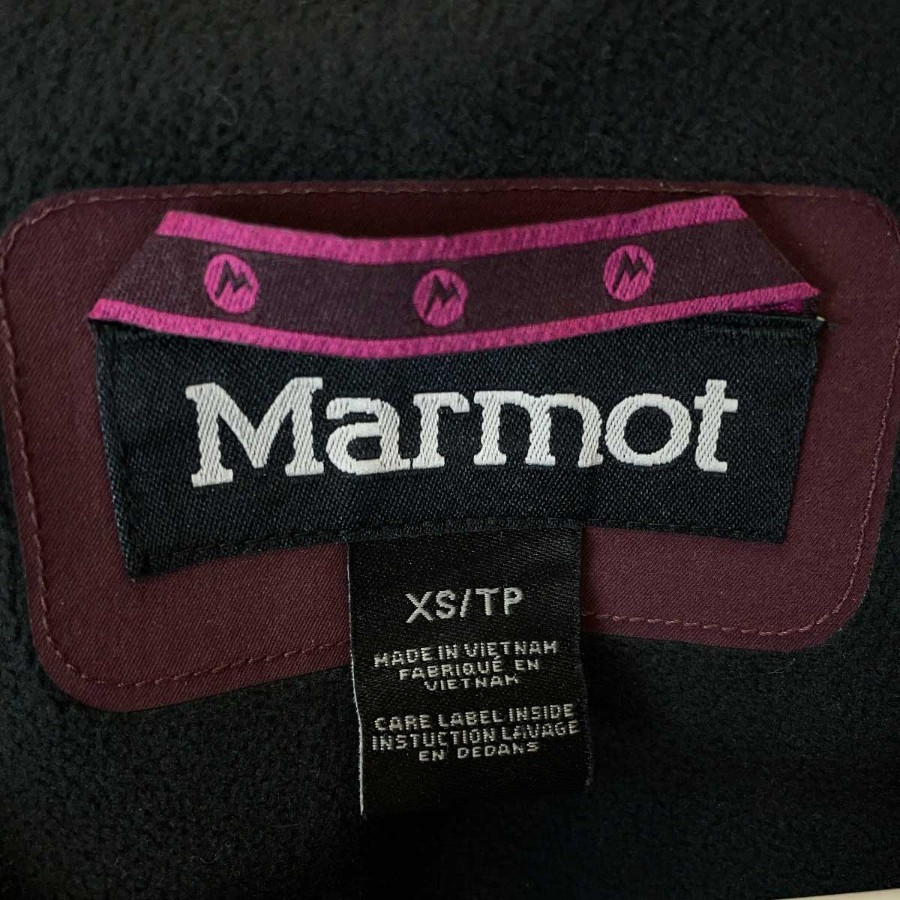 Marmot
XS/TP
MADE IN VIETNAM
FABRIQUÉ EN
VIETNAM
CARE LABEL INSIDE
INSTUCTION LAVAGE
EN DEDANS